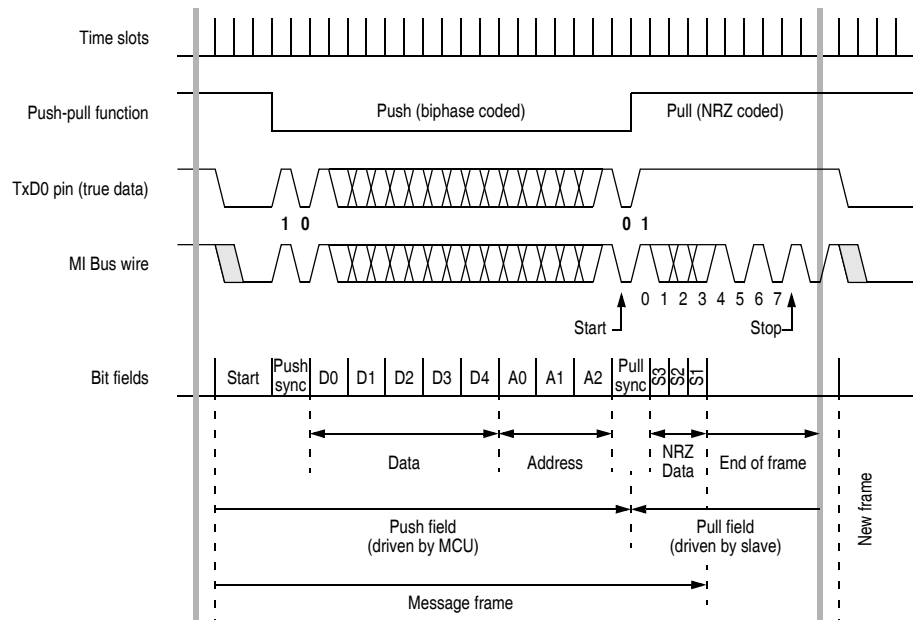 Time slots
Push-pull function
Push (biphase coded)
Pull (NRZ coded)
TxD0 pin (true data)
1 0
0 1
MI Bus wire
0 1 2 3 4 5 6 7
Start
Stop
Bit fields
Start
Push
sync
D0
D1
D2
D3
D4
A0
A1
A2
Pull
sync
S3
S2
S1
Data
Address
NRZ
Data
End of frame
Push field
(driven by MCU)
Pull field
(driven by slave)
New frame
Message frame